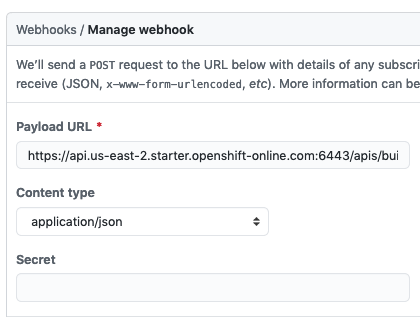 Webhooks / Manage webhook
We'll send a POST request to the URL below with details of any subscri
receive (JSON, x-www-form-urlencoded, etc). More information can be
Payload URL *
https://api.us-east-2.starter.openshift-online.com:6443/apis/bui
Content type
application/json
Secret